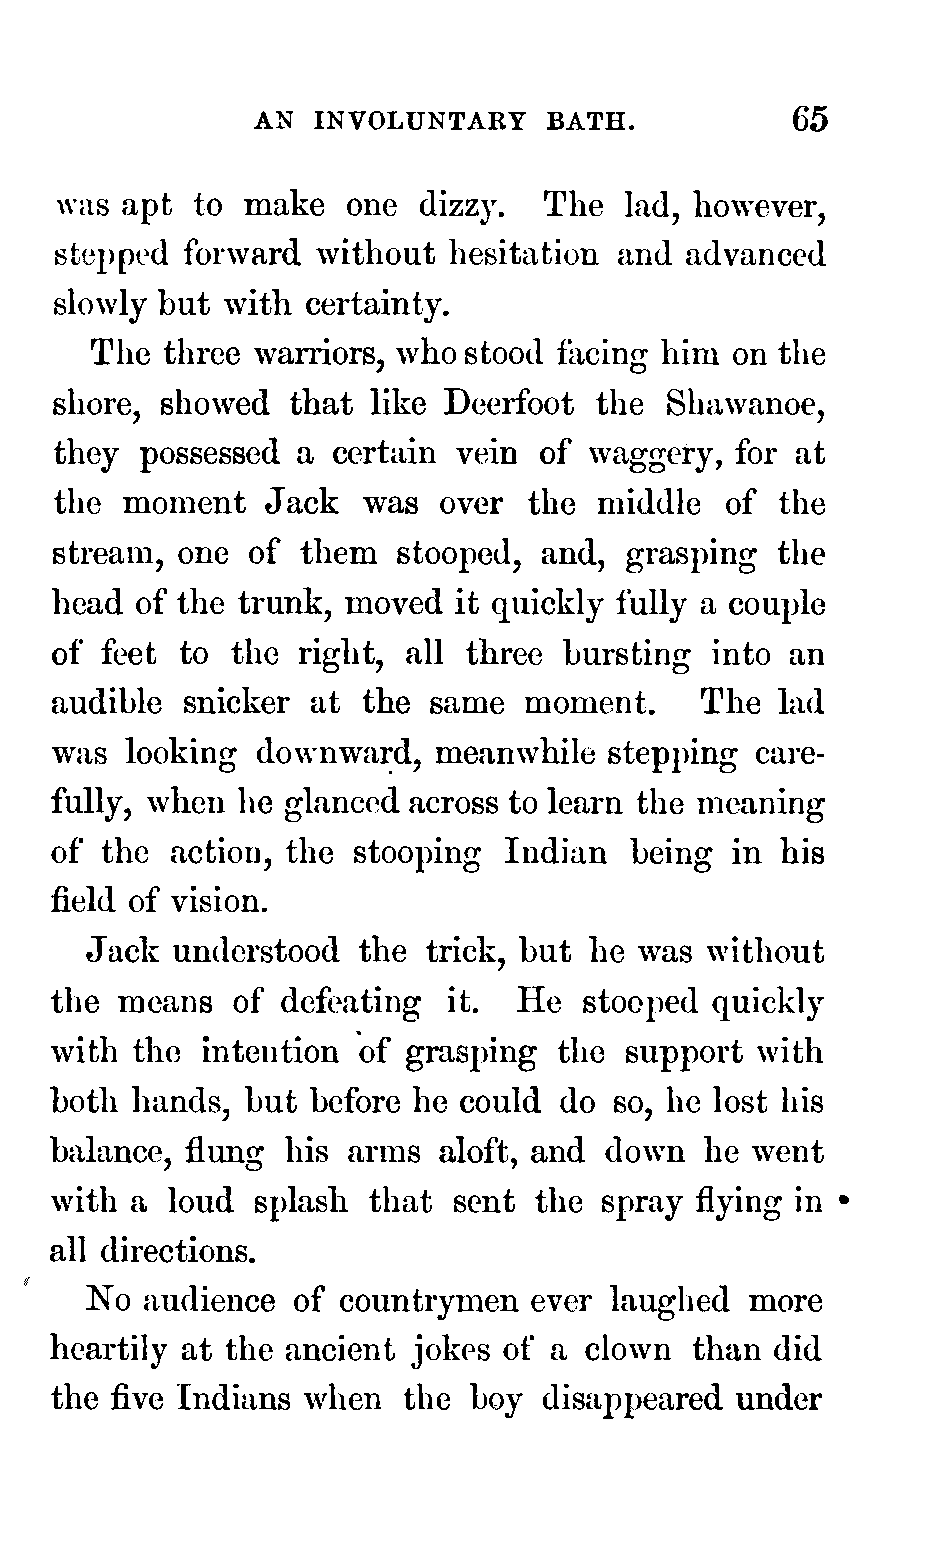 AN INVOLUNTARY BATH. 65
was apt to make one dizzy. The lad, however,
stepped forward without hesitation and advanced
slowly but with certainty.
The three warriors, who stood facing him on the
shore, showed that like Deerfoot the Shawanoe,
they possessed a certain vein of waggery, for at
the moment Jack was over the middle of the
stream, one of them stooped, and, grasping the
head of the trunk, moved it quickly fully a couple
of feet to the right, all three bursting into an
audible snicker at the same moment. The lad
was looking downward, meanwhile stepping care-
fully, when he glanced across to learn the meaning
of the action, the stooping Indian being in his
field of vision.
Jack understood the trick, but he was without
the means of defeating it. He stooped quickly
with the intention of grasping the support with
both hands, but before he could do so, he lost his
balance, flung his arms aloft, and down he went
with a loud splash that sent the spray flying in
all directions.
No audience of countrymen ever laughed more
heartily at the ancient jokes of a clown than did
the five Indians when the boy disappeared under